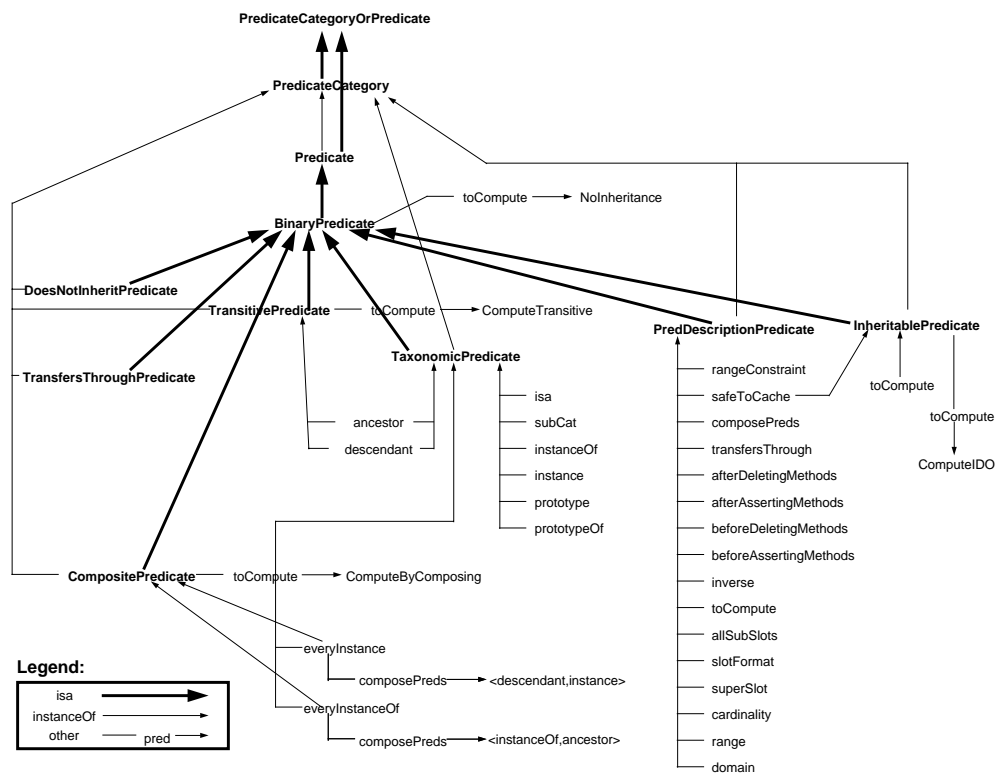 PredicateCategoryOrPredicate
PredicateCategory
Predicate
toCompute NoInheritance
BinaryPredicate
DoesNotInheritPredicate
TransitivePredicate toCompute ComputeTransitive
PredDescriptionPredicate
InheritablePredicate
TaxonomicPredicate
TransfersThroughPredicate
rangeConstraint
toCompute
isa
safeToCache
toCompute
ancestor
subCat
composePreds
descendant
instanceOf
transfersThrough
ComputeIDO
instance
afterDeletingMethods
prototype
afterAssertingMethods
prototypeOf
beforeDeletingMethods
beforeAssertingMethods
CompositePredicate toCompute ComputeByComposing
inverse
toCompute
allSubSlots
everyInstance
slotFormat
composePreds <descendant,instance>
superSlot
everyInstanceOf
cardinality
composePreds <instanceOf,ancestor>
range
domain
Legend:
isa
instanceOf
other pred